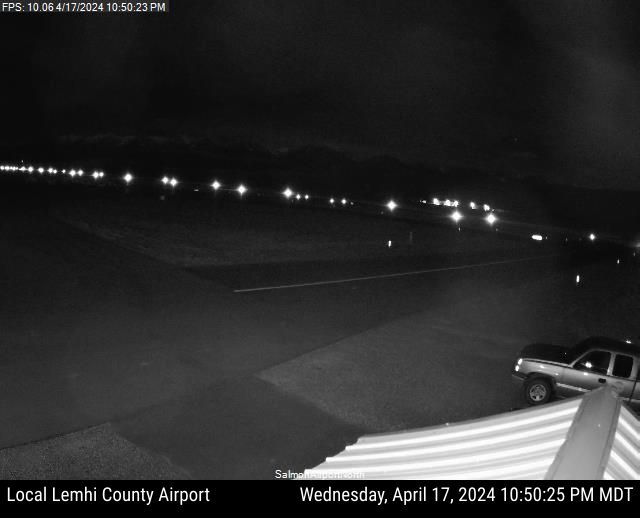 FPS: 10.06 4/17/2024 10:50:23 PM
SalmonAirportNorth
Local Lemhi County Airport
Wednesday, April 17, 2024 10:50:25 PM MDT